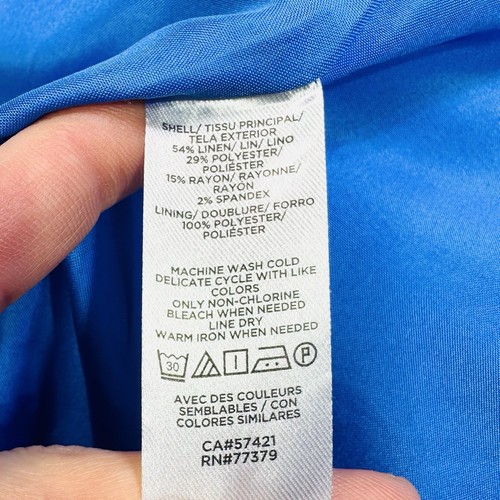 SHELL/ TISSU PRINCIPAL/
TELA EXTERIOR
54% LINEN/ LIN/ LINO
29% POLYESTER/
POLIÉSTER
15% RAYON/ RAYONNE/
RAYÓN
2% SPANDEX
LINING/ DOUBLURE/ FORRO
100% POLYESTER/
POLIÉSTER
MACHINE WASH COLD
DELICATE CYCLE WITH LIKE
COLORS
ONLY NON-CHLORINE
BLEACH WHEN NEEDED
LINE DRY
WARM IRON WHEN NEEDED
30 P
AVEC DES COULEURS
SEMBLABLES / CON
COLORES SIMILARES
CA#57421
RN#77379